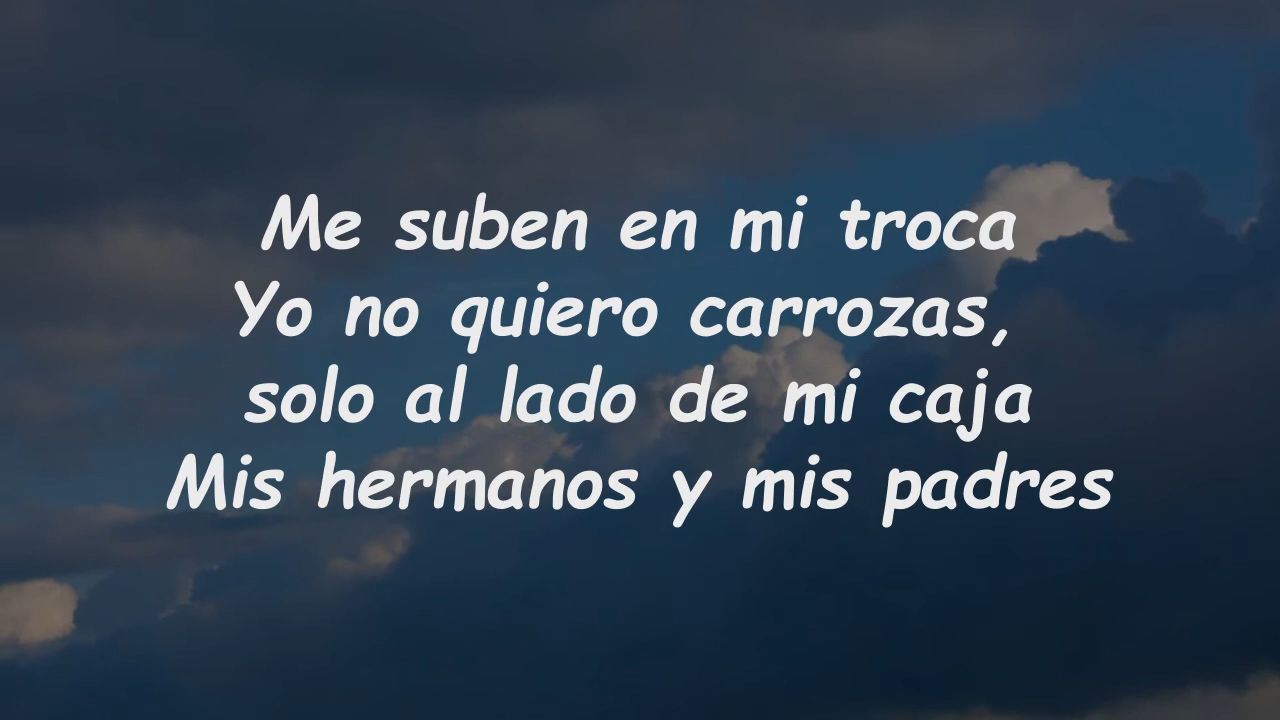 Me suben en mi troca
Yo no quiero carrozas,
solo al lado de mi caja
Mis hermanos y mis padres